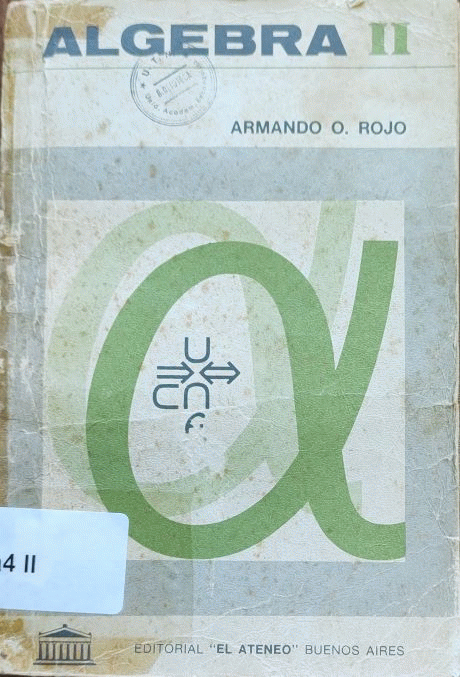 ALGEBRA II
ARMANDO O. ROJO
α
4 II
EDITORIAL "EL ATENEO" BUENOS AIRES